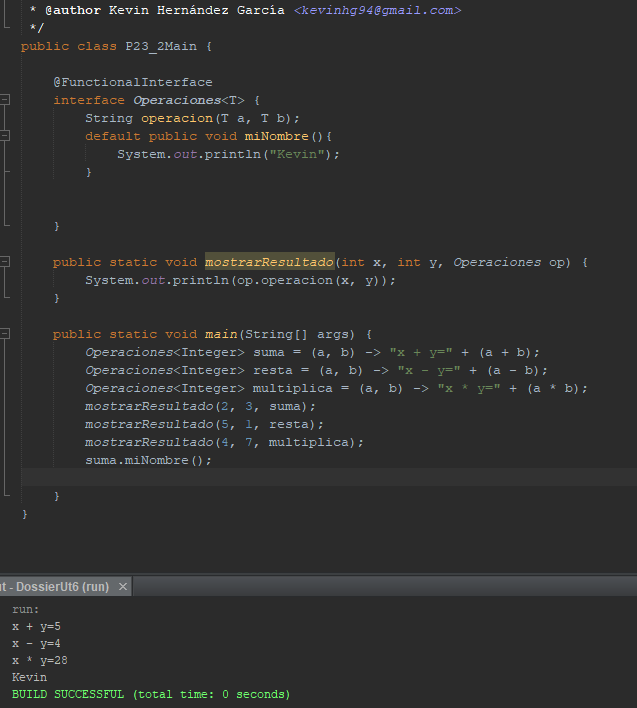 * @author Kevin Hernández García <kevinhg94@gmail.com>
*/
public class P23_2Main {
@FunctionalInterface
interface Operaciones<T> {
String operacion(T a, T b);
default public void miNombre(){
System.out.println("Kevin");
}
}
public static void mostrarResultado(int x, int y, Operaciones op) {
System.out.println(op.operacion(x, y));
}
public static void main(String[] args) {
Operaciones<Integer> suma = (a, b) -> "x + y=" + (a + b);
Operaciones<Integer> resta = (a, b) -> "x - y=" + (a - b);
Operaciones<Integer> multiplica = (a, b) -> "x * y=" + (a * b);
mostrarResultado(2, 3, suma);
mostrarResultado(5, 1, resta);
mostrarResultado(4, 7, multiplica);
suma.miNombre();
}
}
ut - DossierUt6 (run)
run:
x + y=5
x - y=4
x * y=28
Kevin
BUILD SUCCESSFUL (total time: 0 seconds)